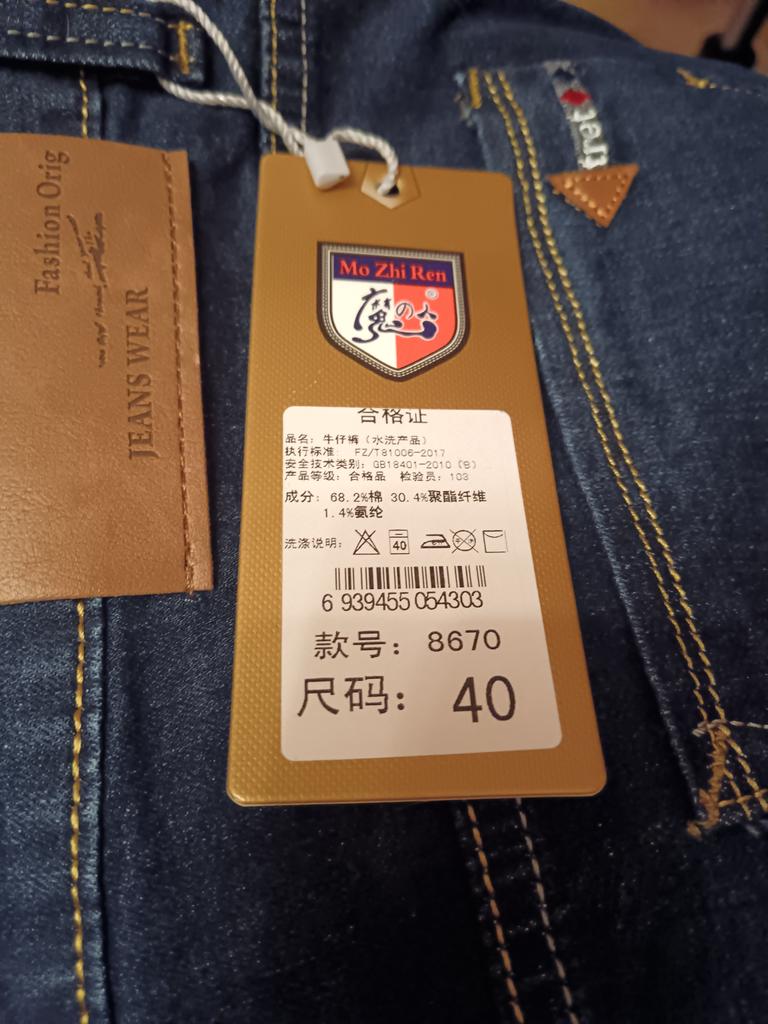 Fashion Orig
JEANS WEAR
Mo Zhi Ren
魔の人
®
合格证
品名: 牛仔裤 (水洗产品)
执行标准: FZ/T81006-2017
安全技术类别: GB18401-2010 (B)
产品等级: 合格品 检验员: 103
成分: 68.2%棉 30.4%聚酯纤维
1.4%氨纶
洗涤说明:
40
6 939455 054303
款号: 8670
尺码: 40